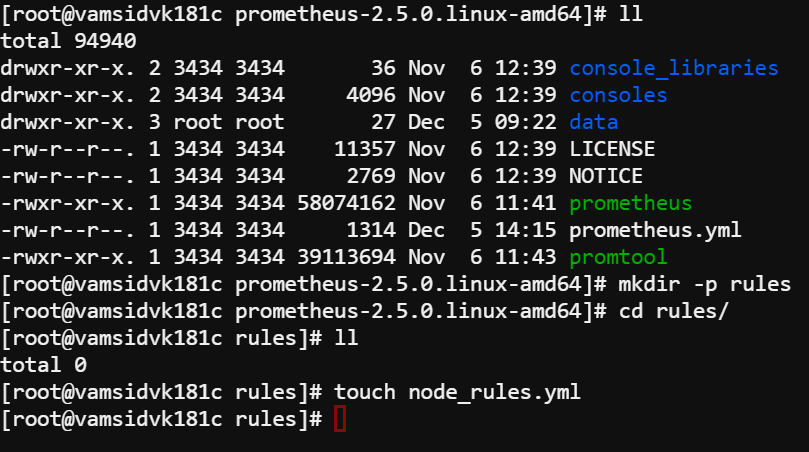 [root@vamsidvk181c prometheus-2.5.0.linux-amd64]# ll
total 94940
drwxr-xr-x. 2 3434 3434       36 Nov  6 12:39 console_libraries
drwxr-xr-x. 2 3434 3434     4096 Nov  6 12:39 consoles
drwxr-xr-x. 3 root root       27 Dec  5 09:22 data
-rw-r--r--. 1 3434 3434    11357 Nov  6 12:39 LICENSE
-rw-r--r--. 1 3434 3434     2769 Nov  6 12:39 NOTICE
-rwxr-xr-x. 1 3434 3434 58074162 Nov  6 11:41 prometheus
-rw-r--r--. 1 3434 3434     1314 Dec  5 14:15 prometheus.yml
-rwxr-xr-x. 1 3434 3434 39113694 Nov  6 11:43 promtool
[root@vamsidvk181c prometheus-2.5.0.linux-amd64]# mkdir -p rules
[root@vamsidvk181c prometheus-2.5.0.linux-amd64]# cd rules/
[root@vamsidvk181c rules]# ll
total 0
[root@vamsidvk181c rules]# touch node_rules.yml
[root@vamsidvk181c rules]#